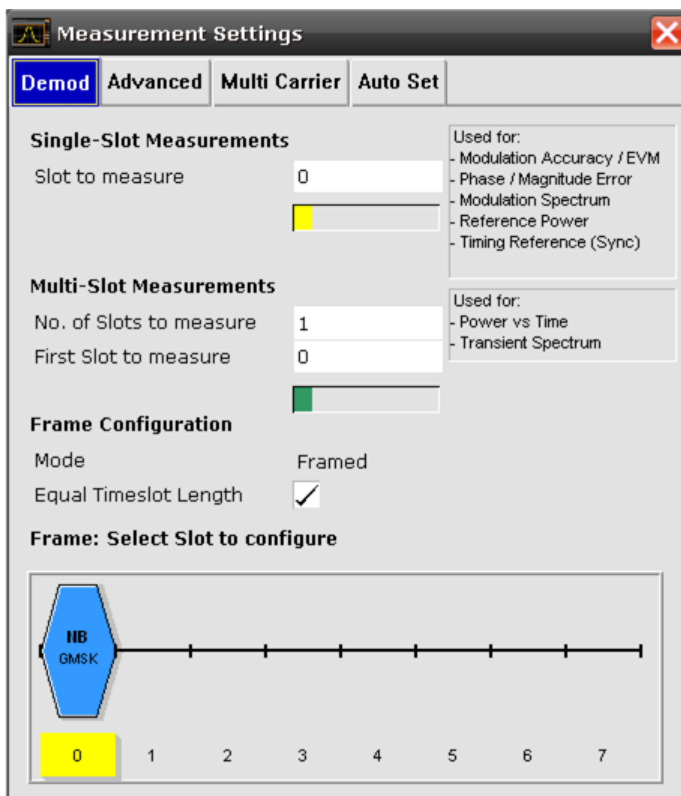 Measurement Settings
Demod Advanced Multi Carrier Auto Set
Single-Slot Measurements
Slot to measure 0
Used for:
- Modulation Accuracy / EVM
- Phase / Magnitude Error
- Modulation Spectrum
- Reference Power
- Timing Reference (Sync)
Multi-Slot Measurements
No. of Slots to measure 1
First Slot to measure 0
Used for:
- Power vs Time
- Transient Spectrum
Frame Configuration
Mode Framed
Equal Timeslot Length
Frame: Select Slot to configure
NB
GMSK
0 1 2 3 4 5 6 7